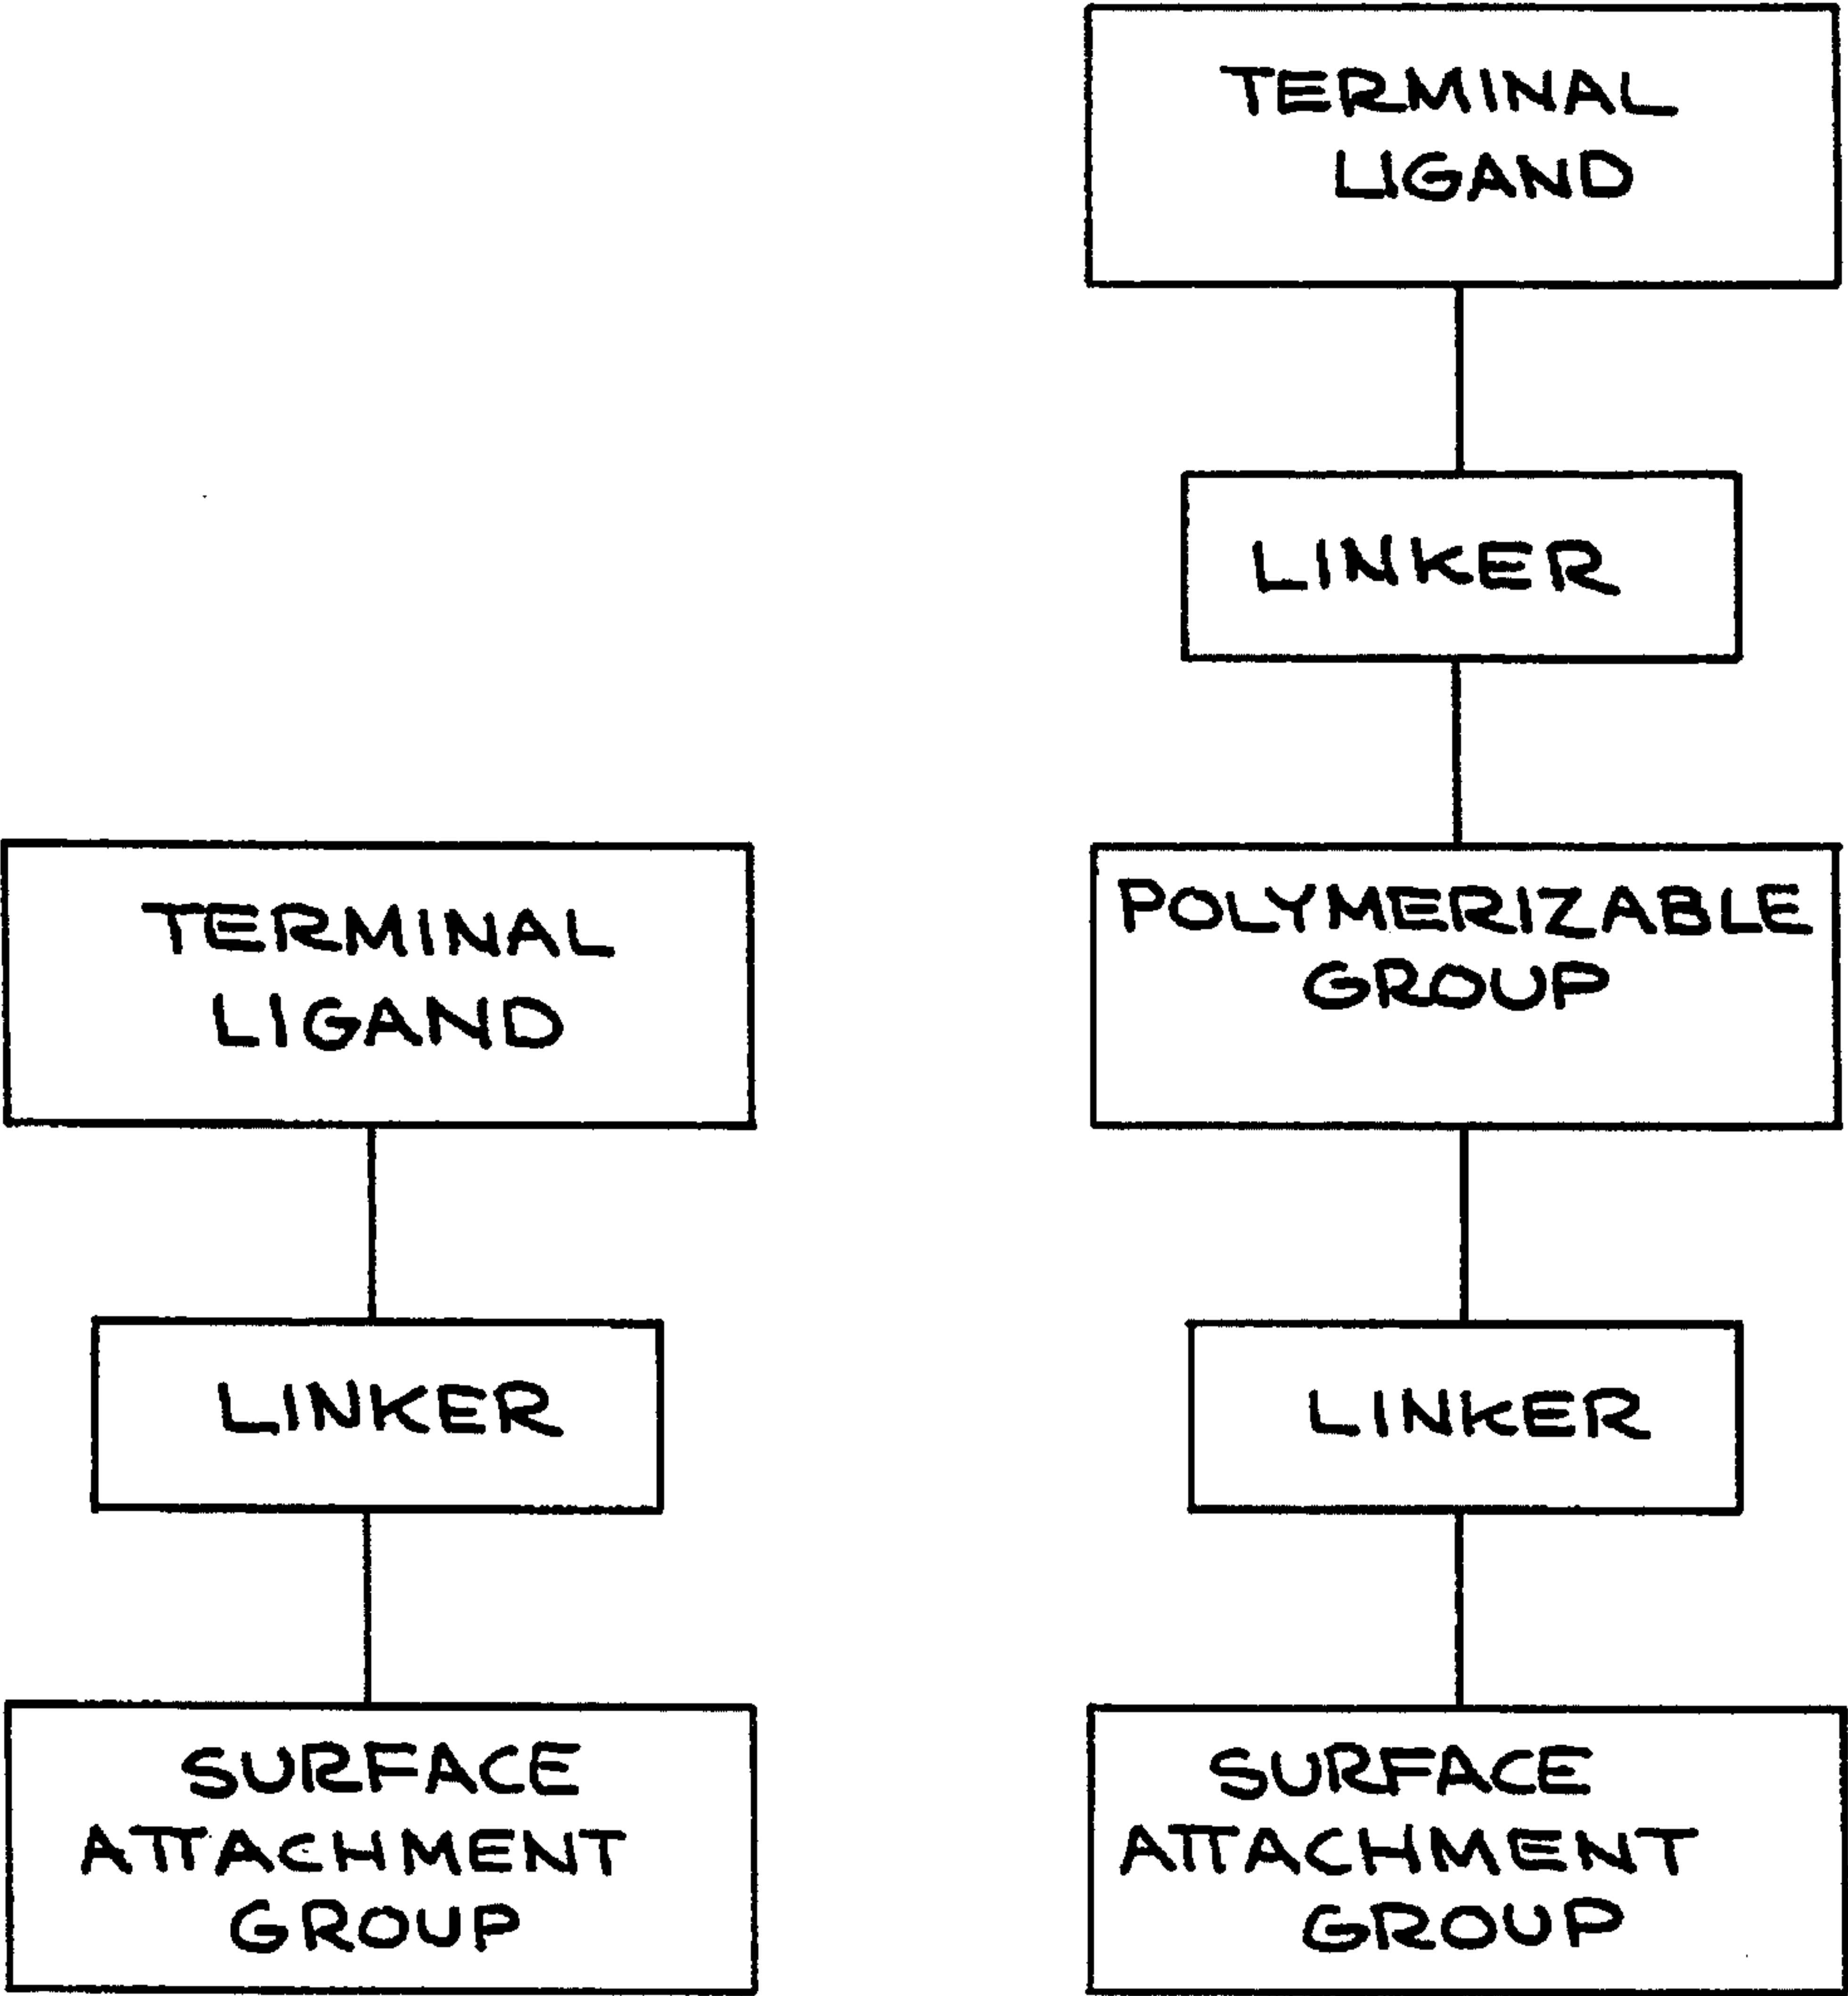 TERMINAL
LIGAND
LINKER
SURFACE
ATTACHMENT
GROUP
TERMINAL
LIGAND
LINKER
POLYMERIZABLE
GROUP
LINKER
SURFACE
ATTACHMENT
GROUP